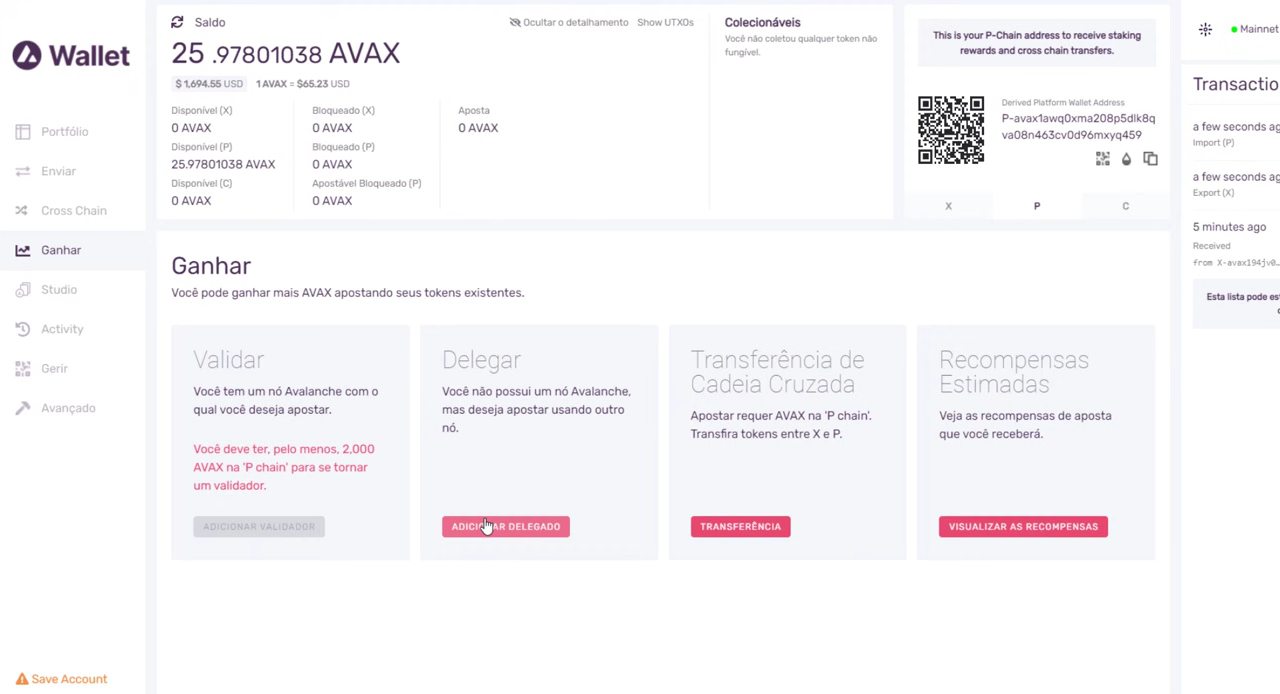 Wallet
Portfólio
Enviar
Cross Chain
Ganhar
Studio
Activity
Gerir
Avançado
Save Account
Saldo
Ocultar o detalhamento Show UTXOs
25 .97801038 AVAX
$ 1,694.55 USD 1 AVAX = $65.23 USD
Disponível (X)
0 AVAX
Disponível (P)
25.97801038 AVAX
Disponível (C)
0 AVAX
Bloqueado (X)
0 AVAX
Bloqueado (P)
0 AVAX
Apostável Bloqueado (P)
0 AVAX
Aposta
0 AVAX
Colecionáveis
Você não coletou qualquer token não
fungível.
This is your P-Chain address to receive staking
rewards and cross chain transfers.
Derived Platform Wallet Address
P-avax1awq0xma208p5dlk8q
va08n463cv0d96mxyq459
X P C
Ganhar
Você pode ganhar mais AVAX apostando seus tokens existentes.
Validar
Você tem um nó Avalanche com o
qual você deseja apostar.
Você deve ter, pelo menos, 2,000
AVAX na 'P chain' para se tornar
um validador.
ADICIONAR VALIDADOR
Delegar
Você não possui um nó Avalanche,
mas deseja apostar usando outro
nó.
DELEGADO
Transferência de
Cadeia Cruzada
Apostar requer AVAX na 'P chain'.
Transfira tokens entre X e P.
TRANSFERÊNCIA
Recompensas
Estimadas
Veja as recompensas de aposta
que você receberá.
VISUALIZAR AS RECOMPENSAS
Mainnet
Transactio
a few seconds ag
Import (P)
a few seconds ag
Export (X)
5 minutes ago
Received
from X-avax194jv0…
Esta lista pode es